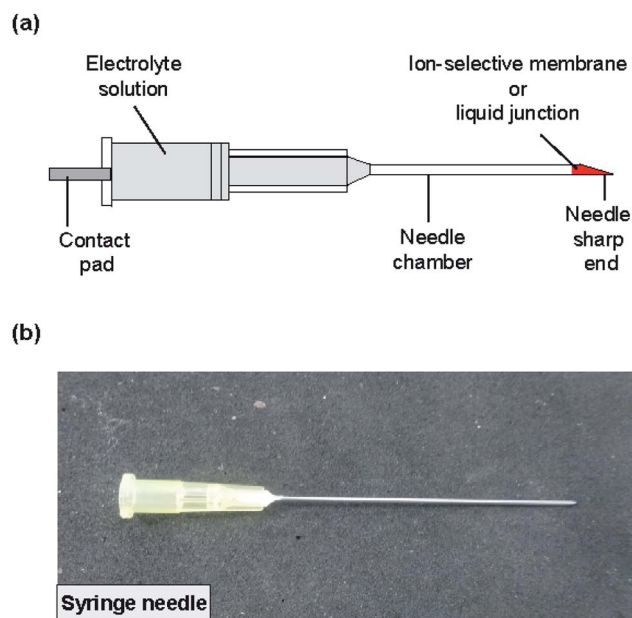 (a)
Electrolyte
solution
Ion-selective membrane
or
liquid junction
Contact
pad
Needle
chamber
Needle
sharp
end
(b)
Syringe needle